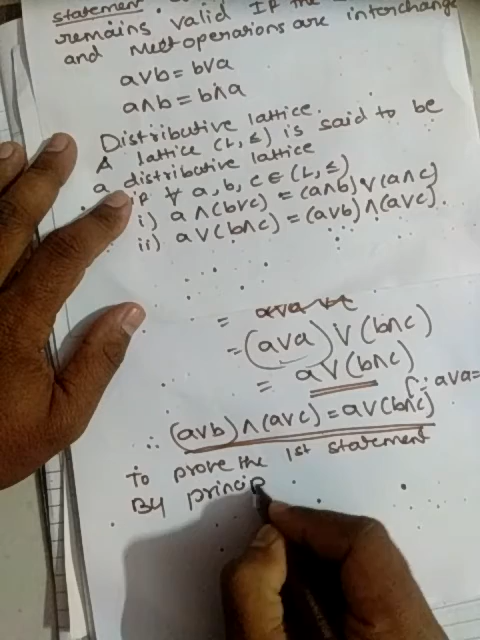 statement.
remains valid If the
and Meet operations are interchange
a∨b = b∨a
a∧b = b∧a
Distributive lattice.
A lattice (L, ≤) is said to be
a distributive lattice
if ∀ a, b, c ∈ (L, ≤)
i) a∧(b∨c) = (a∧b)∨(a∧c)
ii) a∨(b∧c) = (a∨b)∧(a∨c).
= a∨a
= (a∨a) ∨ (b∧c)
= a∨(b∧c)
(∵ a∨a=
∴ (a∨b)∧(a∨c) = a∨(b∧c)
To prove the 1st statement
By princip